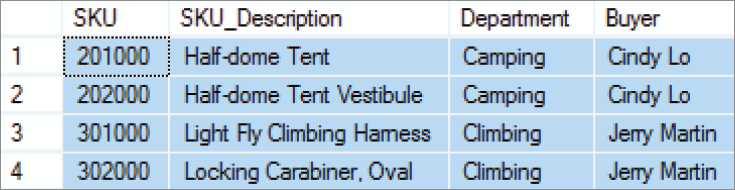 SKU SKU_Description Department Buyer
1 201000 Half-dome Tent Camping Cindy Lo
2 202000 Half-dome Tent Vestibule Camping Cindy Lo
3 301000 Light Fly Climbing Harness Climbing Jerry Martin
4 302000 Locking Carabiner, Oval Climbing Jerry Martin